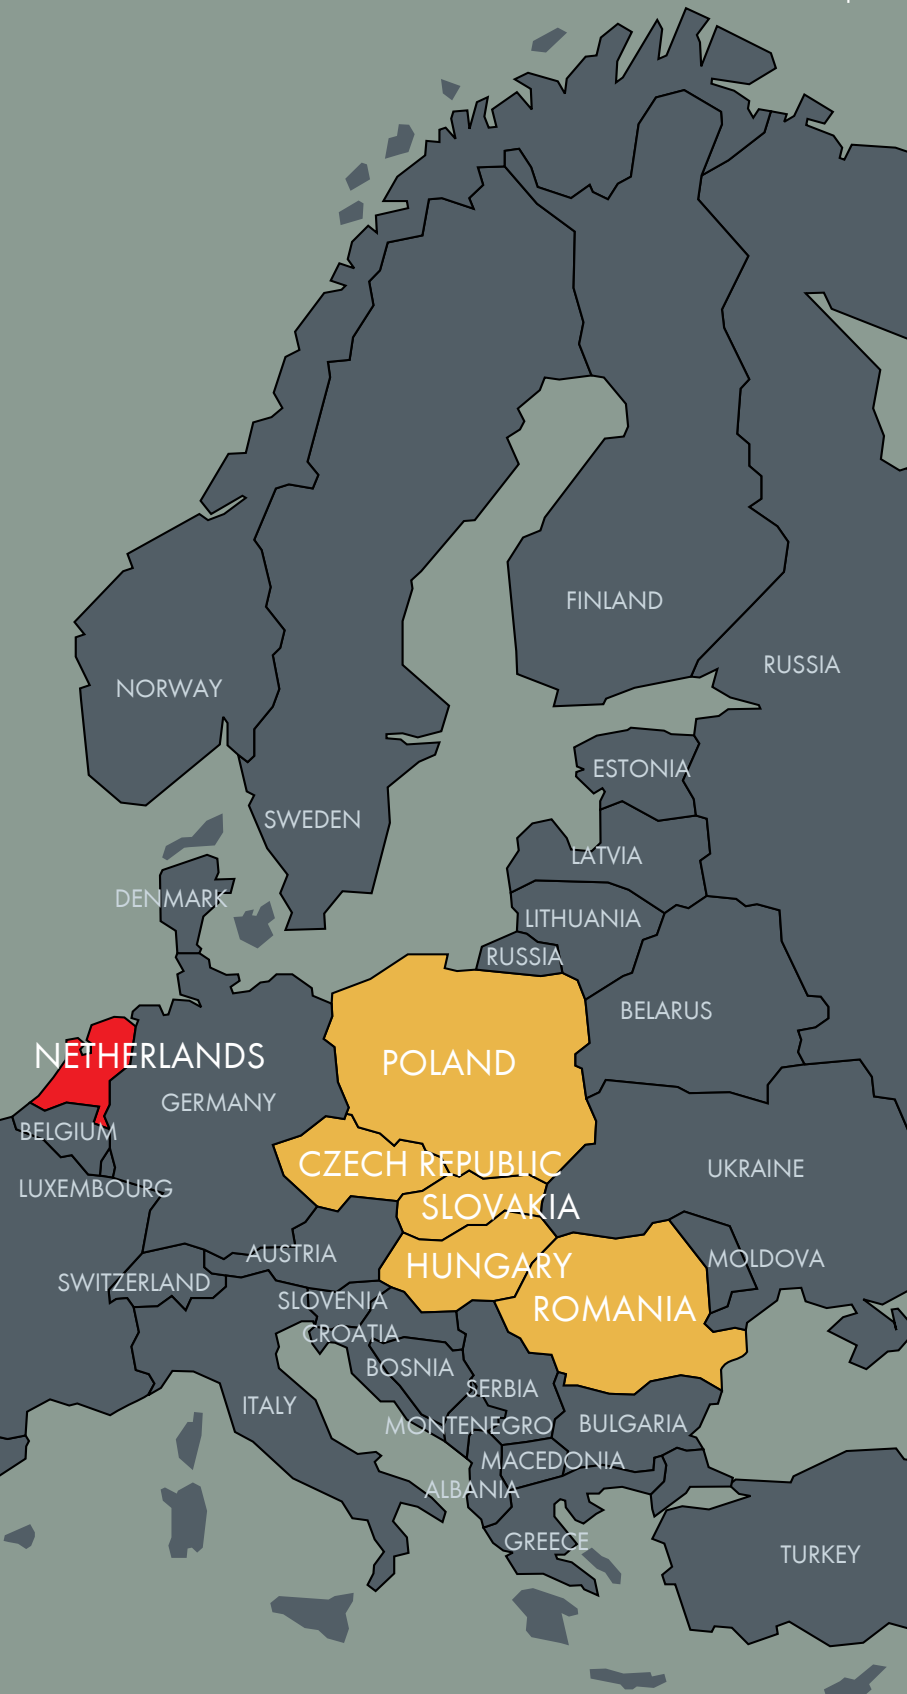 FINLAND
RUSSIA
NORWAY
ESTONIA
SWEDEN
LATVIA
DENMARK
LITHUANIA
RUSSIA
BELARUS
NETHERLANDS
POLAND
GERMANY
BELGIUM
CZECH REPUBLIC
UKRAINE
LUXEMBOURG
SLOVAKIA
AUSTRIA
MOLDOVA
HUNGARY
SWITZERLAND
SLOVENIA
ROMANIA
CROATIA
BOSNIA
SERBIA
ITALY
MONTENEGRO
BULGARIA
MACEDONIA
ALBANIA
GREECE
TURKEY